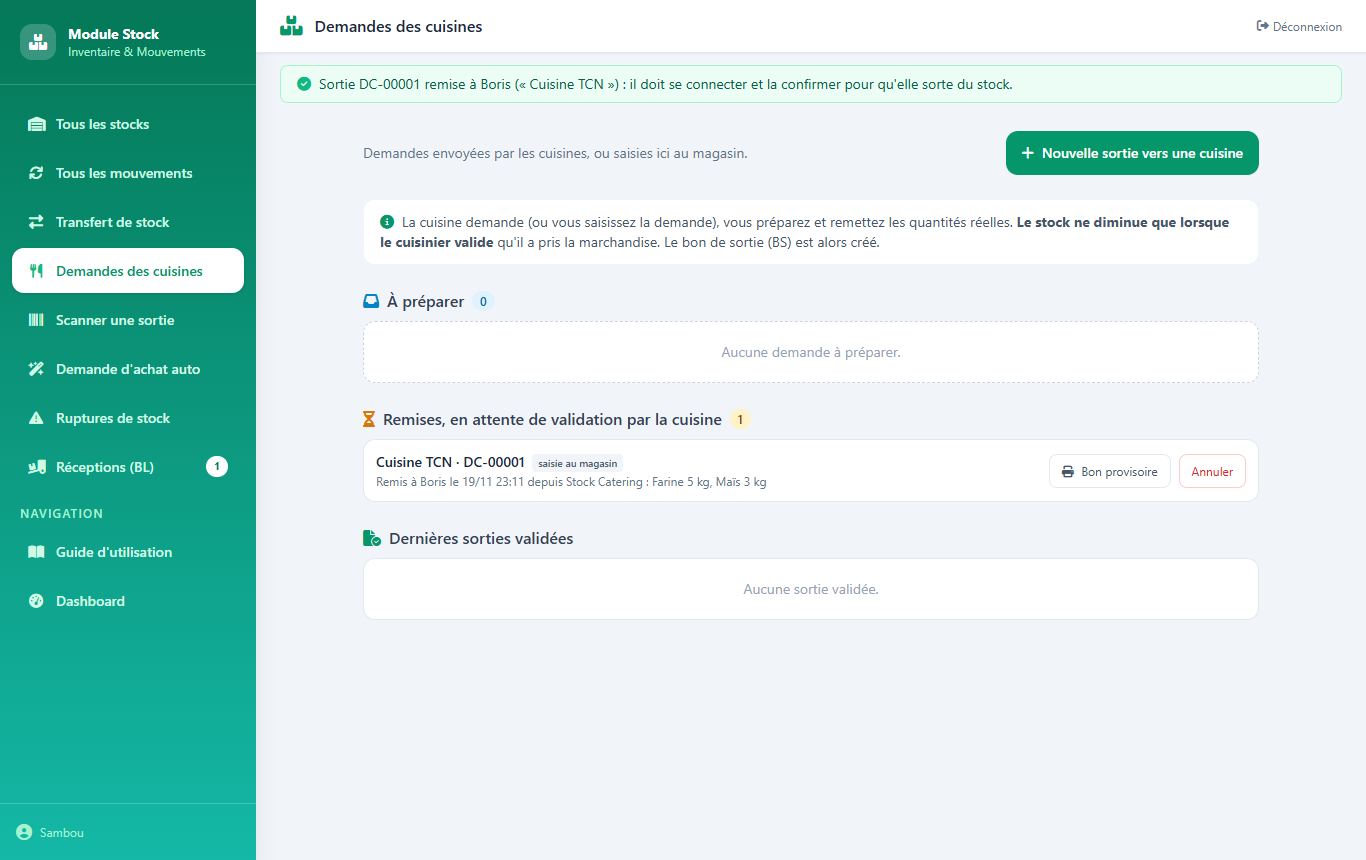 Module Stock
Inventaire & Mouvements
Tous les stocks
Tous les mouvements
Transfert de stock
Demandes des cuisines
Scanner une sortie
Demande d'achat auto
Ruptures de stock
Réceptions (BL) 1
NAVIGATION
Guide d'utilisation
Dashboard
Sambou
Demandes des cuisines
Déconnexion
Sortie DC-00001 remise à Boris (« Cuisine TCN ») : il doit se connecter et la confirmer pour qu'elle sorte du stock.
Demandes envoyées par les cuisines, ou saisies ici au magasin.
Nouvelle sortie vers une cuisine
La cuisine demande (ou vous saisissez la demande), vous préparez et remettez les quantités réelles. Le stock ne diminue que lorsque
le cuisinier valide qu'il a pris la marchandise. Le bon de sortie (BS) est alors créé.
À préparer 0
Aucune demande à préparer.
Remises, en attente de validation par la cuisine 1
Cuisine TCN · DC-00001 saisie au magasin
Remis à Boris le 19/11 23:11 depuis Stock Catering : Farine 5 kg, Maïs 3 kg
Bon provisoire
Annuler
Dernières sorties validées
Aucune sortie validée.